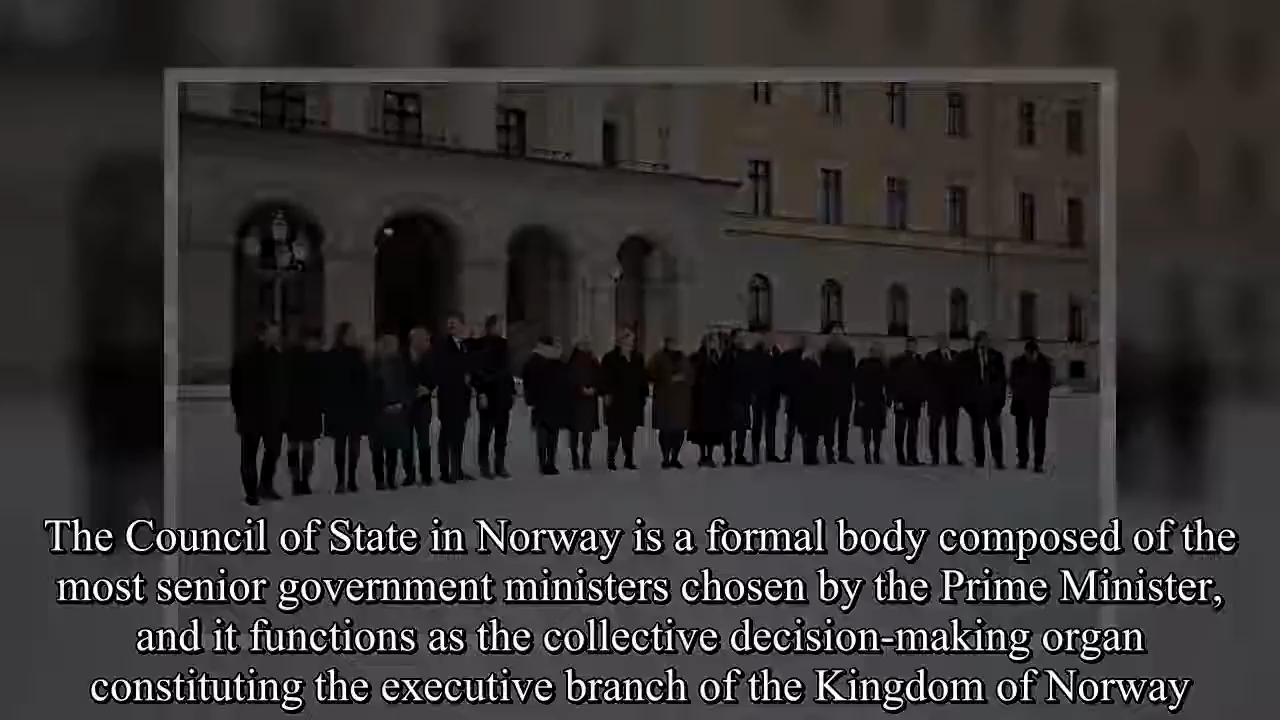 The Council of State in Norway is a formal body composed of the
most senior government ministers chosen by the Prime Minister,
and it functions as the collective decision-making organ
constituting the executive branch of the Kingdom of Norway